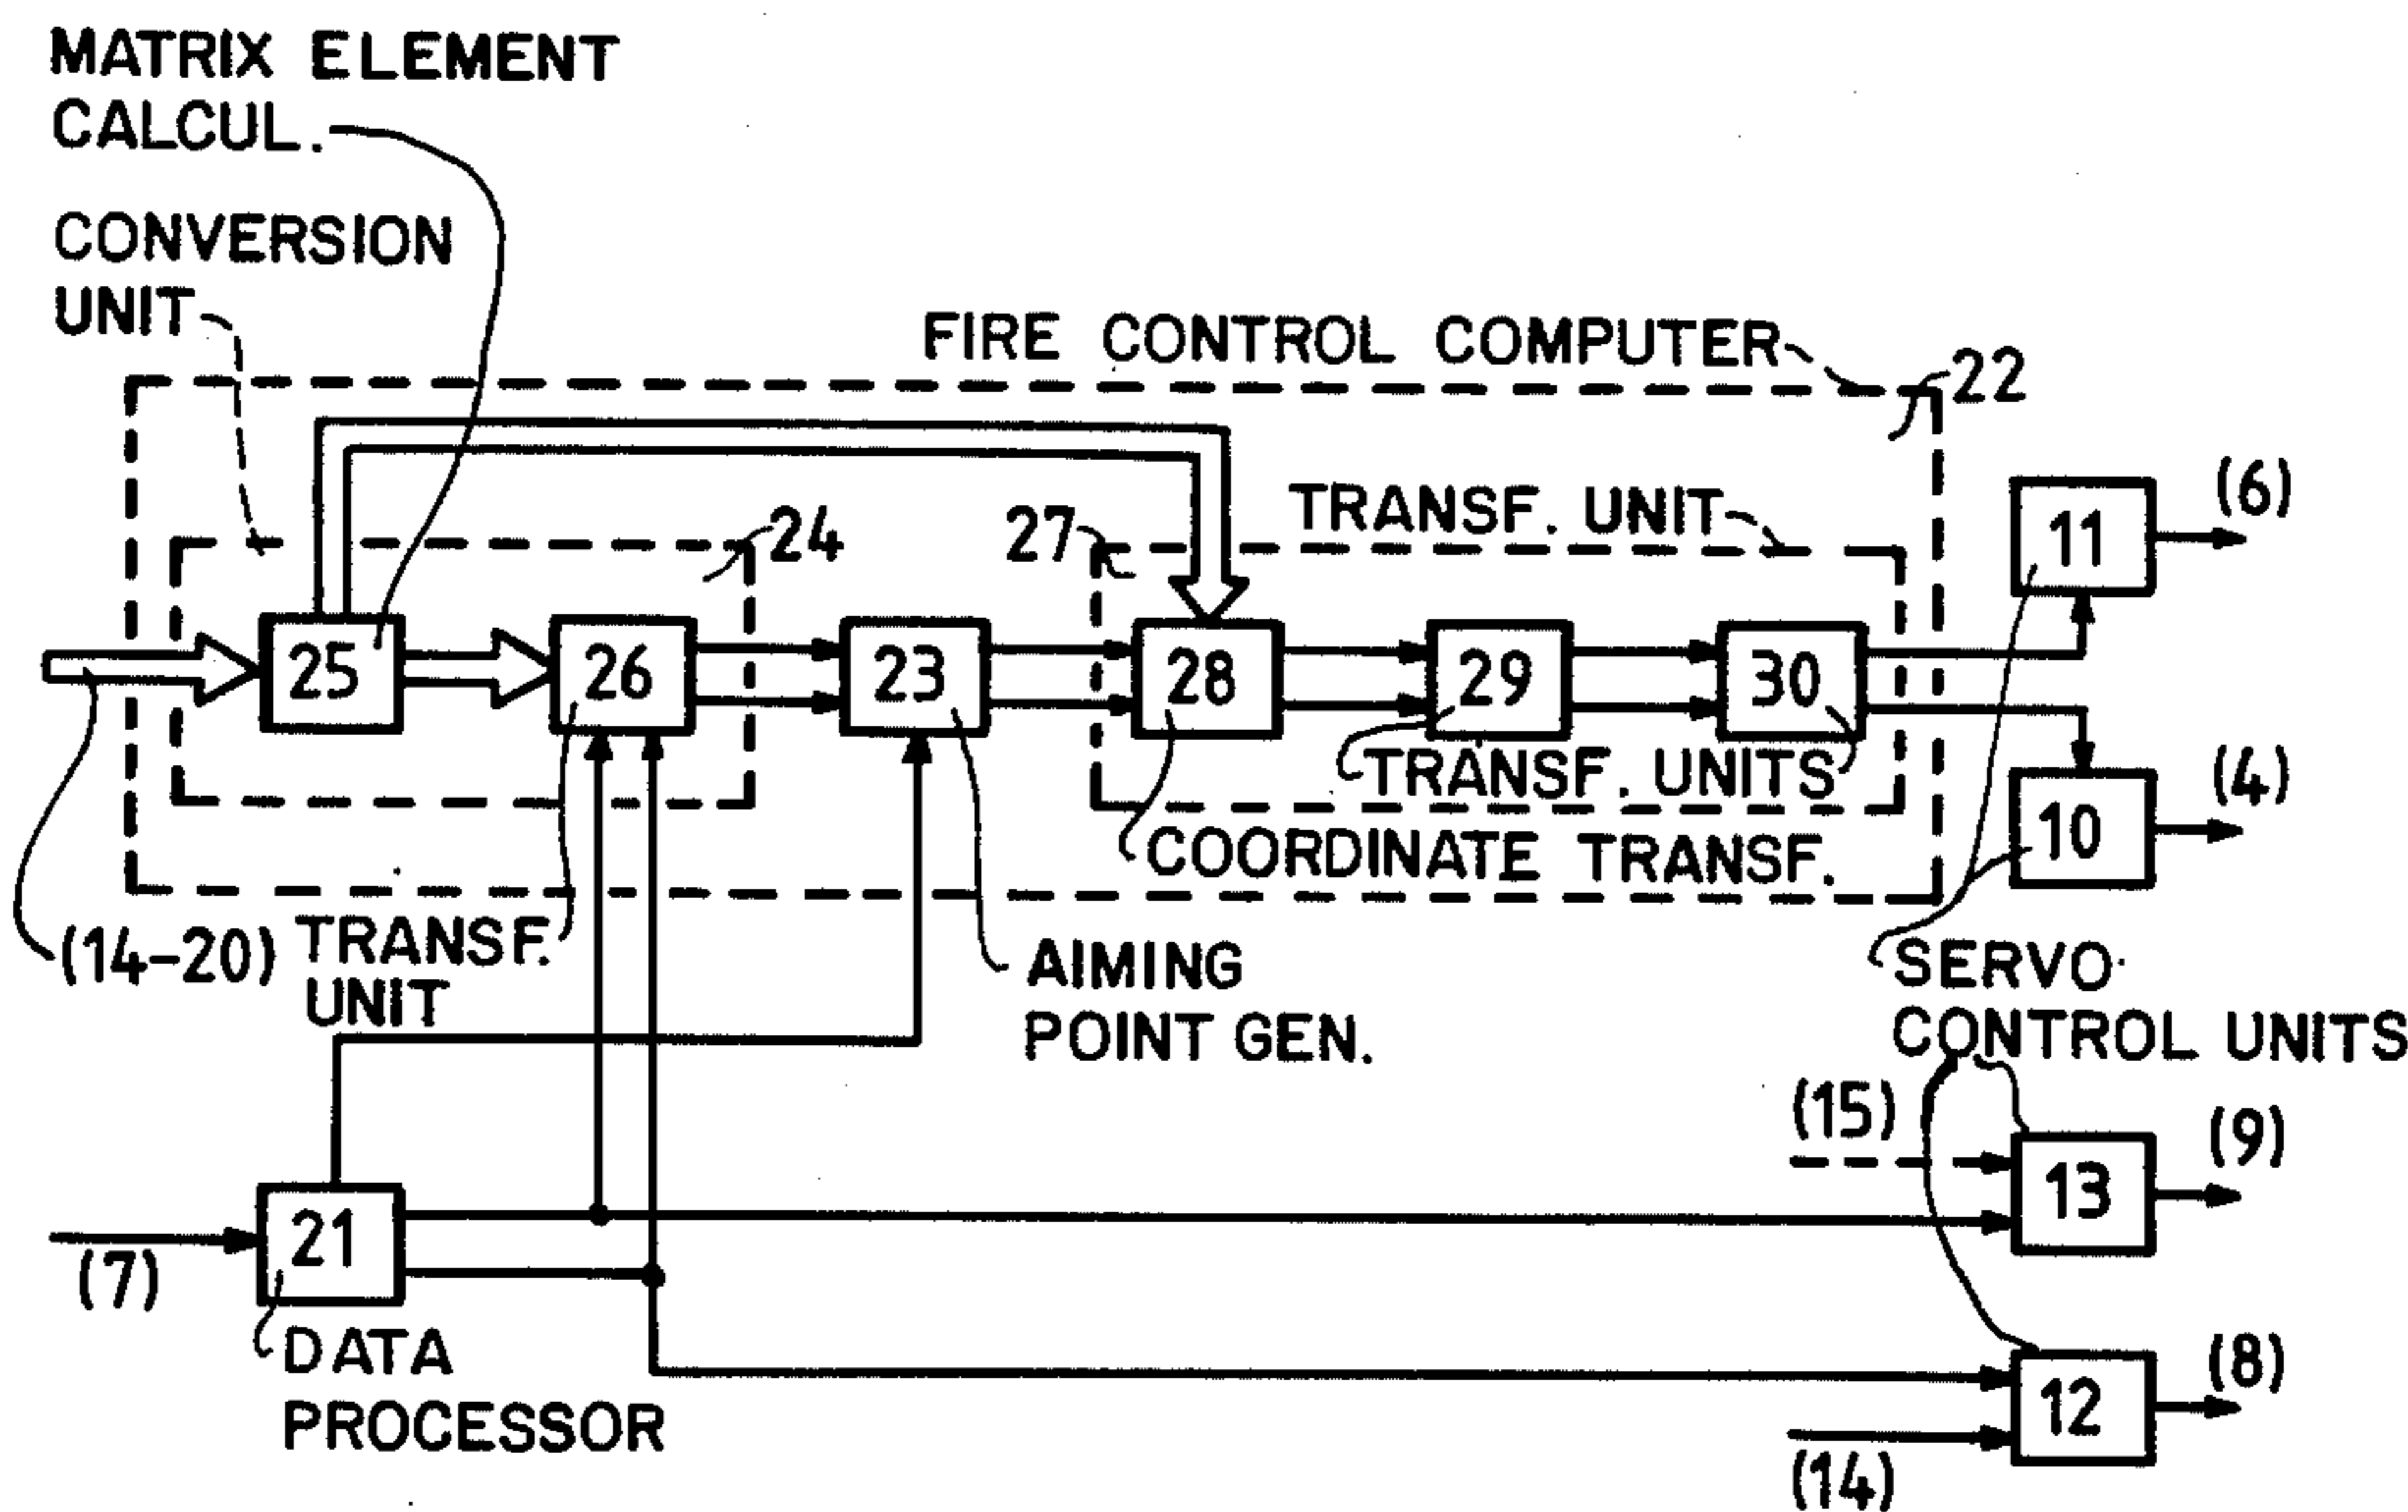 MATRIX ELEMENT
CALCUL.
CONVERSION
UNIT
FIRE CONTROL COMPUTER
22
24
27
TRANSF. UNIT
11
(6)
25
26
23
28
29
30
TRANSF. UNITS
(4)
10
COORDINATE TRANSF.
(14-20)
TRANSF.
UNIT
AIMING
POINT GEN.
SERVO
CONTROL UNITS
(15)
(9)
13
21
(7)
DATA
PROCESSOR
(8)
12
(14)